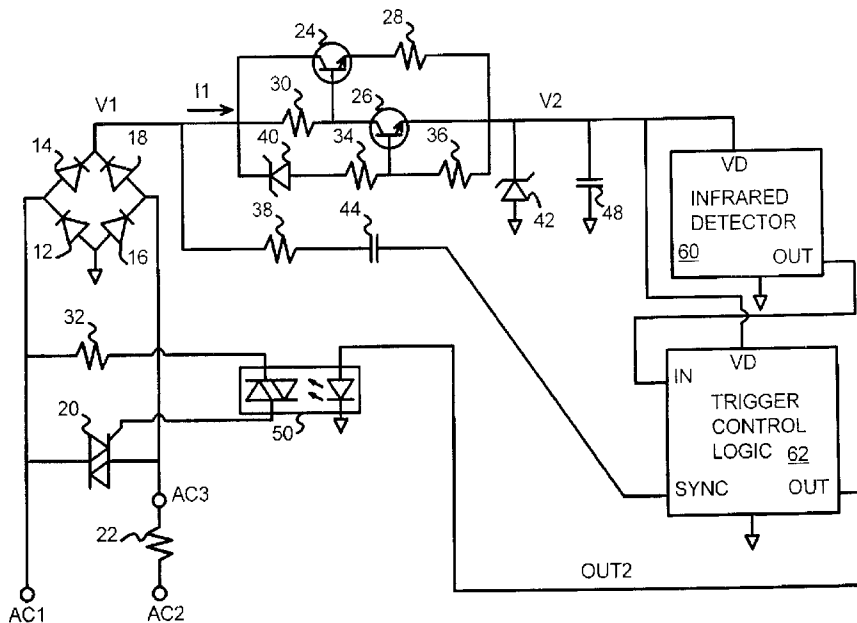 24
28
I1
30
26
V1
V2
14
18
40
34
36
VD
INFRARED
DETECTOR
60
OUT
42
48
38
44
12
16
32
VD
IN
TRIGGER
CONTROL
LOGIC 62
20
50
SYNC OUT
AC3
22
OUT2
AC1
AC2